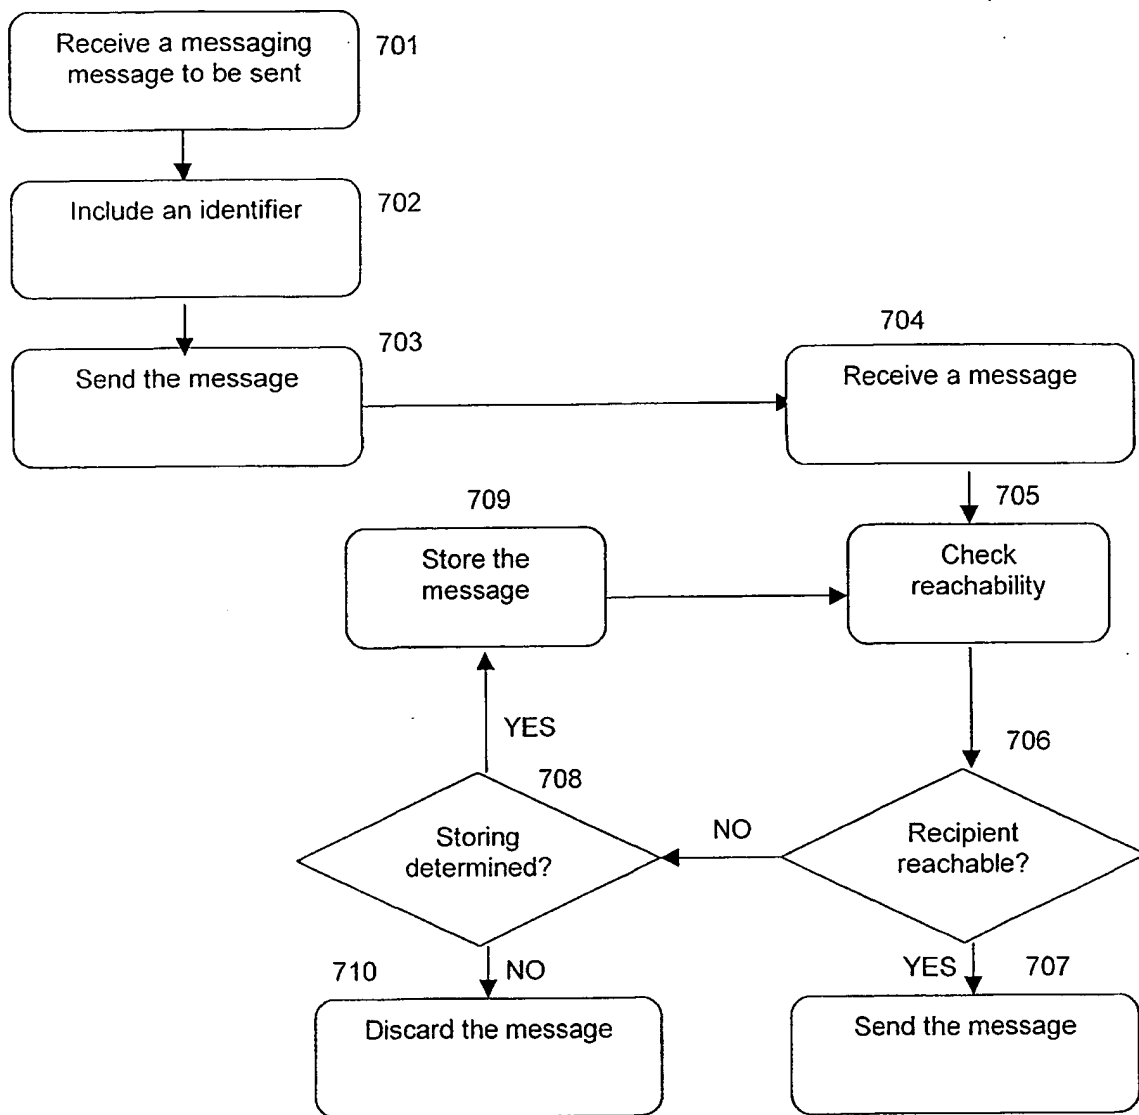 Receive a messaging
message to be sent
701
Include an identifier
702
Send the message
703
704
Receive a message
705
Check
reachability
709
Store the
message
YES
706
708
Storing
determined?
NO
Recipient
reachable?
710
NO
YES
707
Discard the message
Send the message